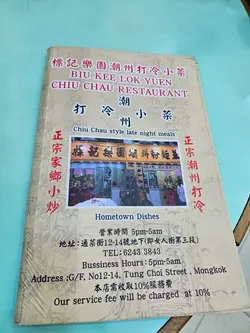 標記樂園潮州打冷小菜
BIU KEE LOK YUEN
CHIU CHAU RESTAURANT
潮州
打冷小菜
Chiu Chau style late night meals
正宗家鄉小炒
正宗潮州打冷
Hometown Dishes
營業時間 5pm-5am
地址:通菜街12-14號地下(即女人街第三段)
TEL: 6243 3843
Bussiness Hours: 5pm-5am
Address :G/F, No12-14, Tung Choi Street, Mongkok
本店需收取10%服務費
Our service fee will be charged at 10%